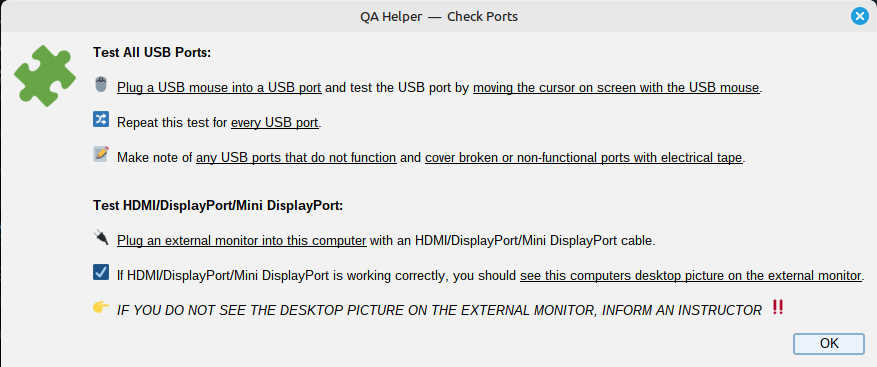 QA Helper — Check Ports
Test All USB Ports:
Plug a USB mouse into a USB port and test the USB port by moving the cursor on screen with the USB mouse.
Repeat this test for every USB port.
Make note of any USB ports that do not function and cover broken or non-functional ports with electrical tape.
Test HDMI/DisplayPort/Mini DisplayPort:
Plug an external monitor into this computer with an HDMI/DisplayPort/Mini DisplayPort cable.
If HDMI/DisplayPort/Mini DisplayPort is working correctly, you should see this computers desktop picture on the external monitor.
IF YOU DO NOT SEE THE DESKTOP PICTURE ON THE EXTERNAL MONITOR, INFORM AN INSTRUCTOR ‼
OK